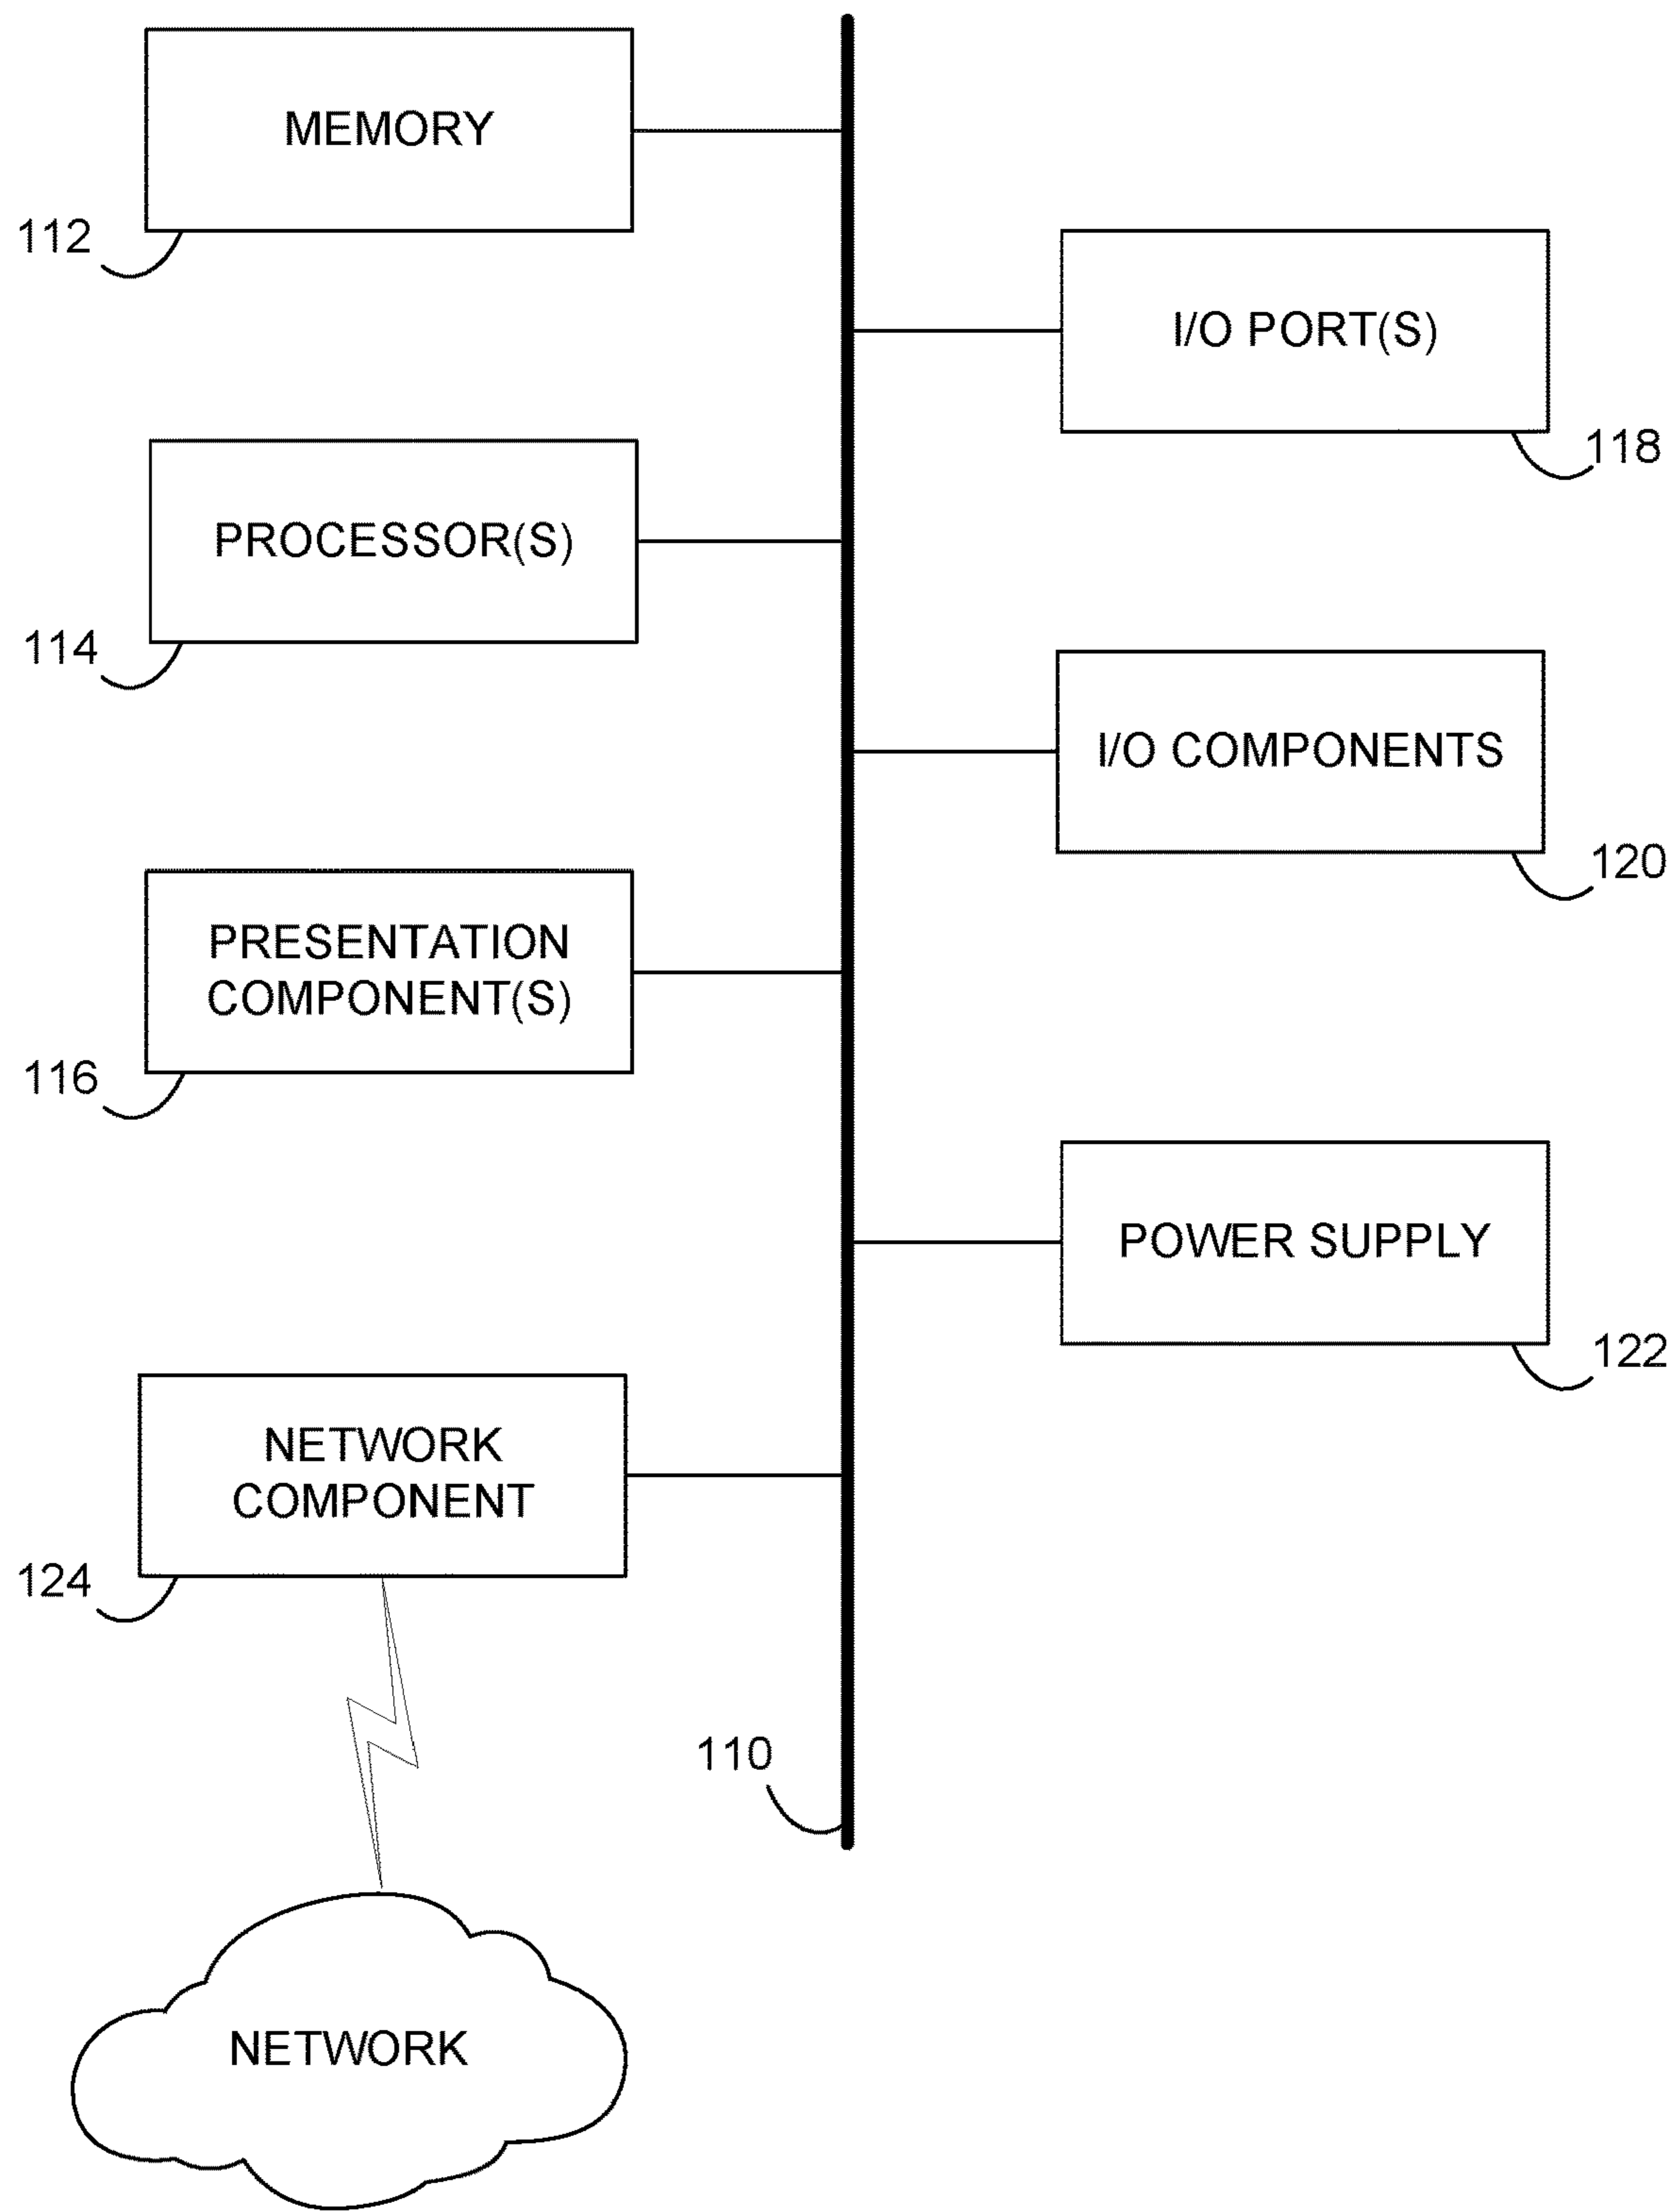 MEMORY
112
I/O PORT(S)
118
PROCESSOR(S)
114
I/O COMPONENTS
120
PRESENTATION
COMPONENT(S)
116
POWER SUPPLY
122
NETWORK
COMPONENT
124
110
NETWORK